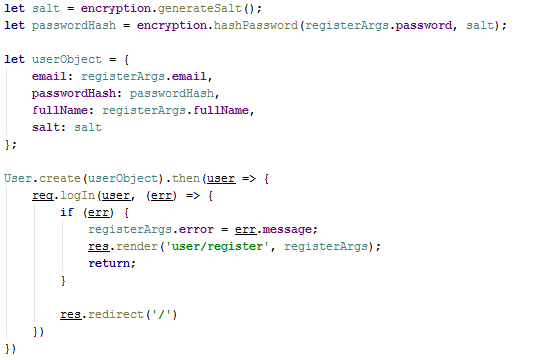 let salt = encryption.generateSalt();
let passwordHash = encryption.hashPassword(registerArgs.password, salt);

let userObject = {
    email: registerArgs.email,
    passwordHash: passwordHash,
    fullName: registerArgs.fullName,
    salt: salt
};

User.create(userObject).then(user => {
    req.logIn(user, (err) => {
        if (err) {
            registerArgs.error = err.message;
            res.render('user/register', registerArgs);
            return;
        }

        res.redirect('/')
    })
})